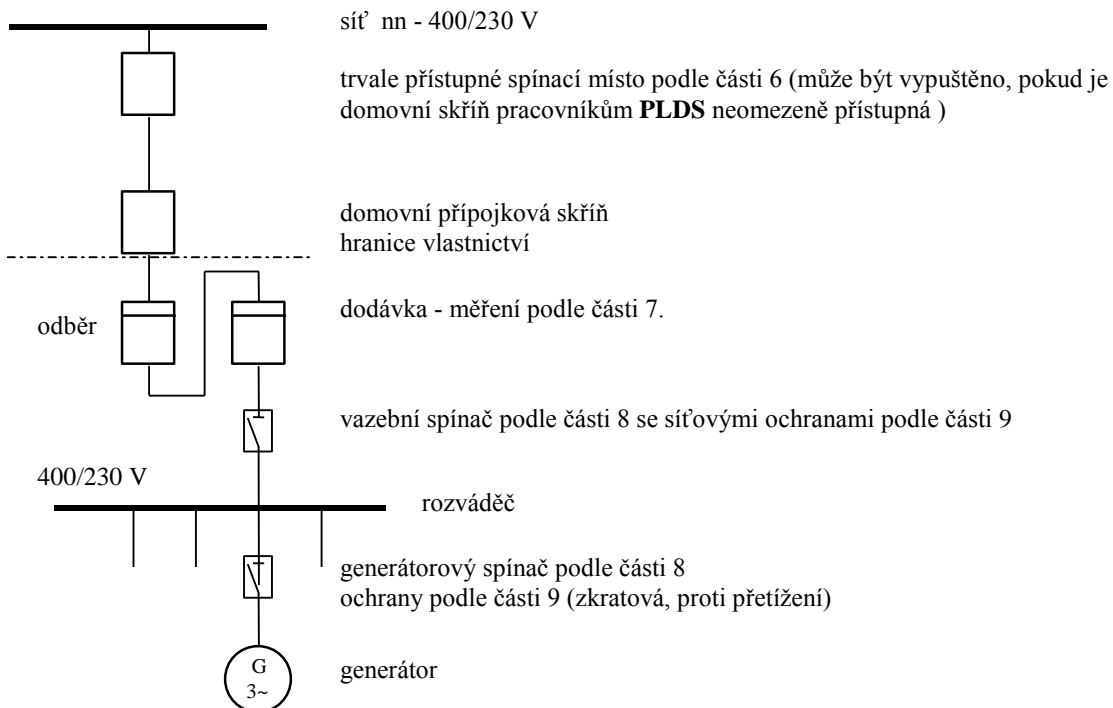 síť nn - 400/230 V
trvale přístupné spínací místo podle části 6 (může být vypuštěno, pokud je
domovní skříň pracovníkům PLDS neomezeně přístupná )
domovní přípojková skříň
hranice vlastnictví
odběr
dodávka - měření podle části 7.
vazební spínač podle části 8 se síťovými ochranami podle části 9
400/230 V
rozváděč
generátorový spínač podle části 8
ochrany podle části 9 (zkratová, proti přetížení)
G
3~
generátor